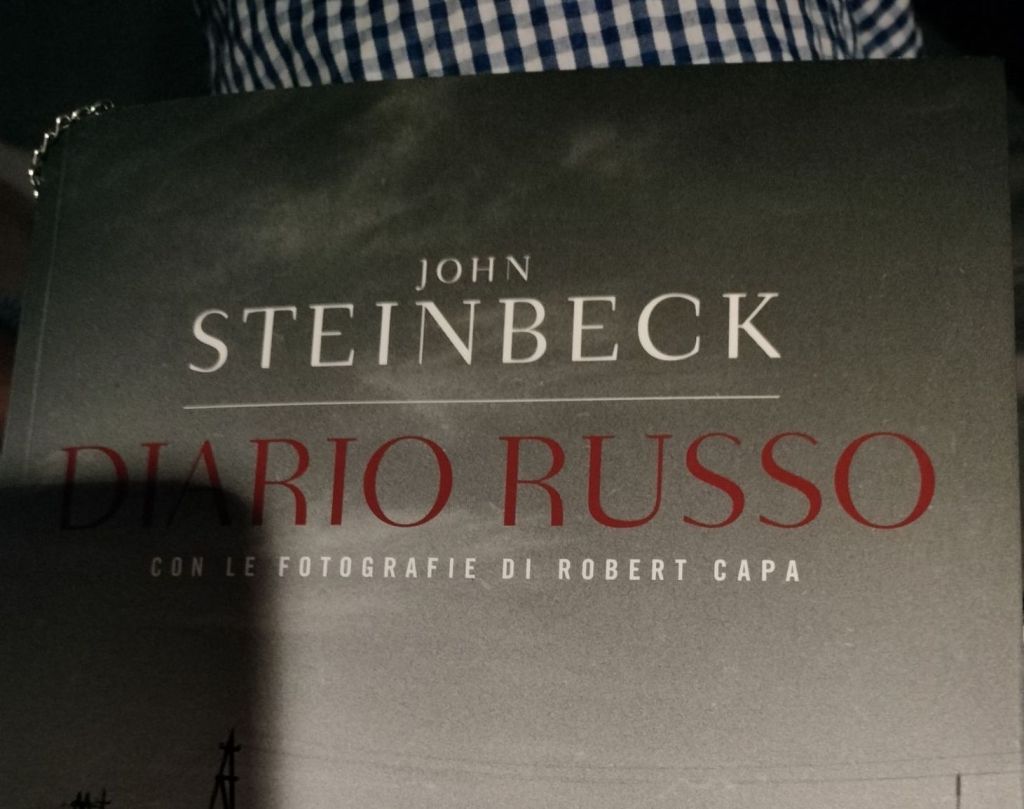 JOHN
STEINBECK
DIARIO RUSSO
CON LE FOTOGRAFIE DI ROBERT CAPA